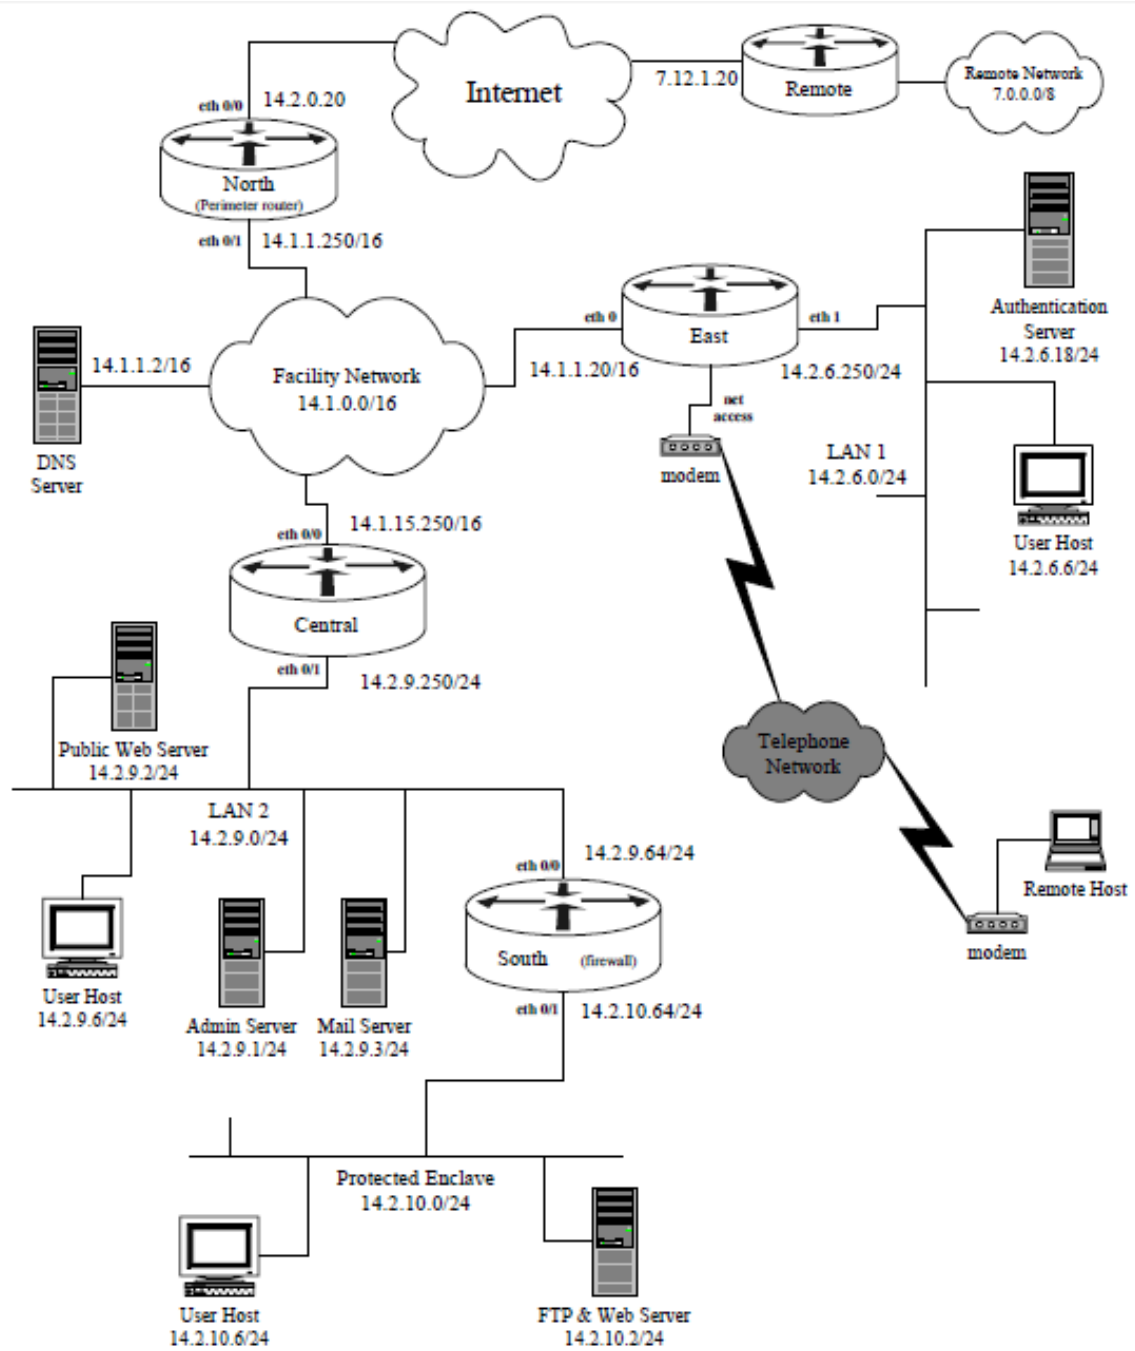 Internet
7.12.1.20
Remote
Remote Network
7.0.0.0/8
eth 0/0
14.2.0.20
North
(Perimeter router)
eth 0/1
14.1.1.250/16
Authentication
Server
14.2.6.18/24
eth 0
East
eth 1
14.1.1.20/16
14.2.6.250/24
net
access
modem
14.1.1.2/16
DNS
Server
Facility Network
14.1.0.0/16
LAN 1
14.2.6.0/24
User Host
14.2.6.6/24
eth 0/0
14.1.15.250/16
Central
eth 0/1
14.2.9.250/24
Public Web Server
14.2.9.2/24
Telephone
Network
LAN 2
14.2.9.0/24
Remote Host
modem
eth 0/0
14.2.9.64/24
South (firewall)
eth 0/1
14.2.10.64/24
User Host
14.2.9.6/24
Admin Server
14.2.9.1/24
Mail Server
14.2.9.3/24
Protected Enclave
14.2.10.0/24
User Host
14.2.10.6/24
FTP & Web Server
14.2.10.2/24